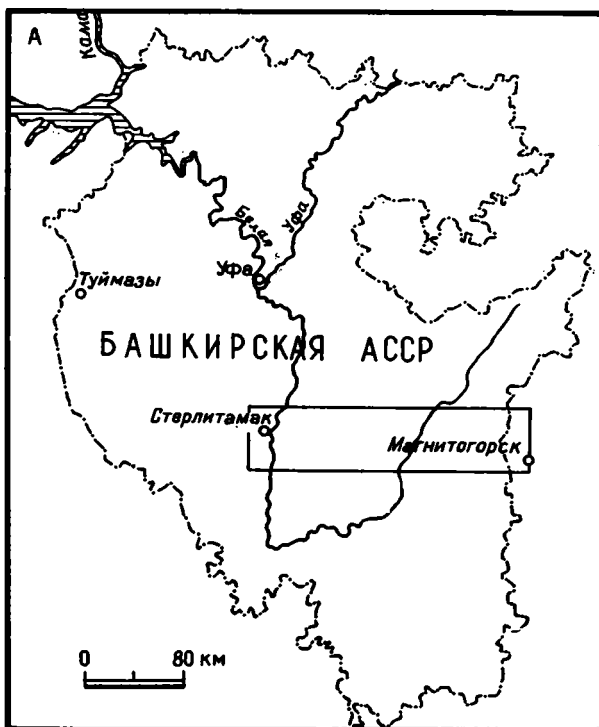 А
Кама
Белая
Уфа
Уфа
Туймазы
БАШКИРСКАЯ АССР
Стерлитамак
Магнитогорск
0 80 км